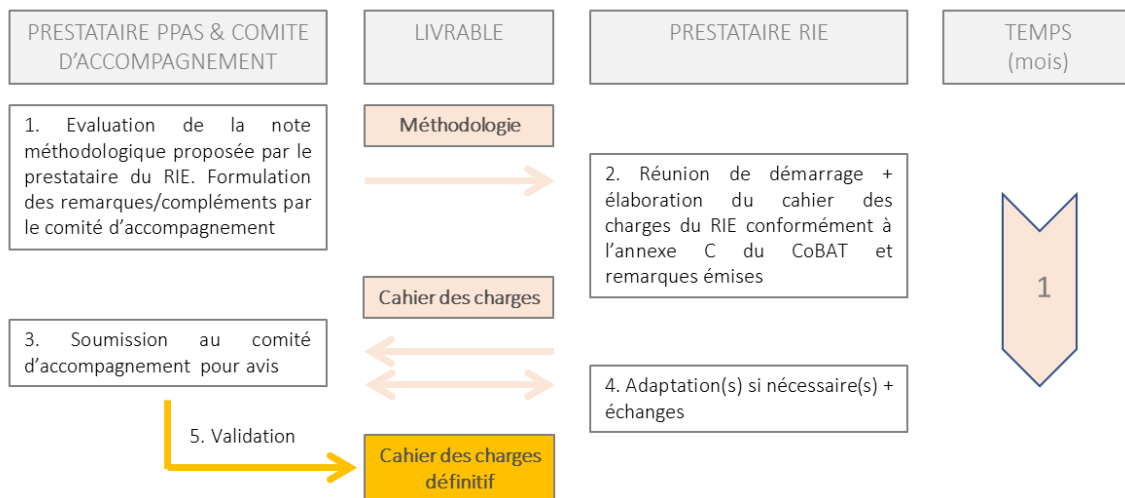 PRESTATAIRE PPAS & COMITE
D’ACCOMPAGNEMENT
LIVRABLE
PRESTATAIRE RIE
TEMPS
(mois)
1. Evaluation de la note
méthodologique proposée par le
prestataire du RIE. Formulation
des remarques/compléments par
le comité d’accompagnement
Méthodologie
2. Réunion de démarrage +
élaboration du cahier des
charges du RIE conformément à
l’annexe C du CoBAT et
remarques émises
1
Cahier des charges
3. Soumission au comité
d’accompagnement pour avis
4. Adaptation(s) si nécessaire(s) +
échanges
5. Validation
Cahier des charges
définitif